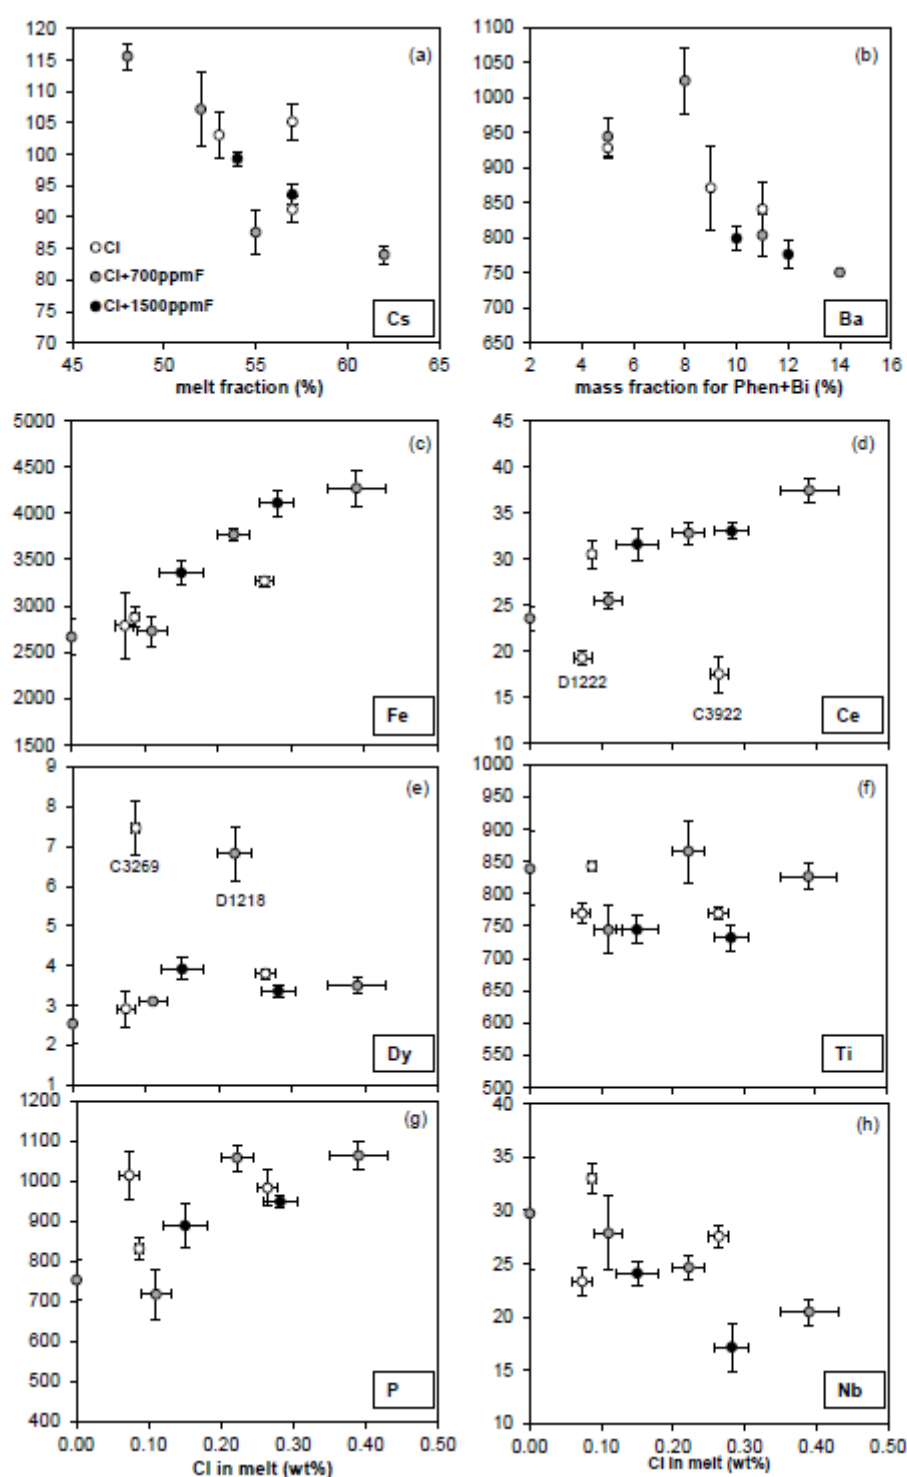 120
115
110
105
100
95
90
85
80
75
70
(a)
Cl
Cl+700ppmF
Cl+1500ppmF
Cs
45 50 55 60 65
melt fraction (%)
1100
1050
1000
950
900
850
800
750
700
650
(b)
Ba
2 4 6 8 10 12 14 16
mass fraction for Phen+Bi (%)
5000
4500
4000
3500
3000
2500
2000
1500
(c)
Fe
45
40
35
30
25
20
15
10
(d)
D1222
C3922
Ce
9
8
7
6
5
4
3
2
1
(e)
C3269
D1218
Dy
1000
950
900
850
800
750
700
650
600
550
500
(f)
Ti
1200
1100
1000
900
800
700
600
500
400
(g)
P
0.00 0.10 0.20 0.30 0.40 0.50
Cl in melt (wt%)
40
35
30
25
20
15
10
(h)
Nb
0.00 0.10 0.20 0.30 0.40 0.50
Cl in melt (wt%)